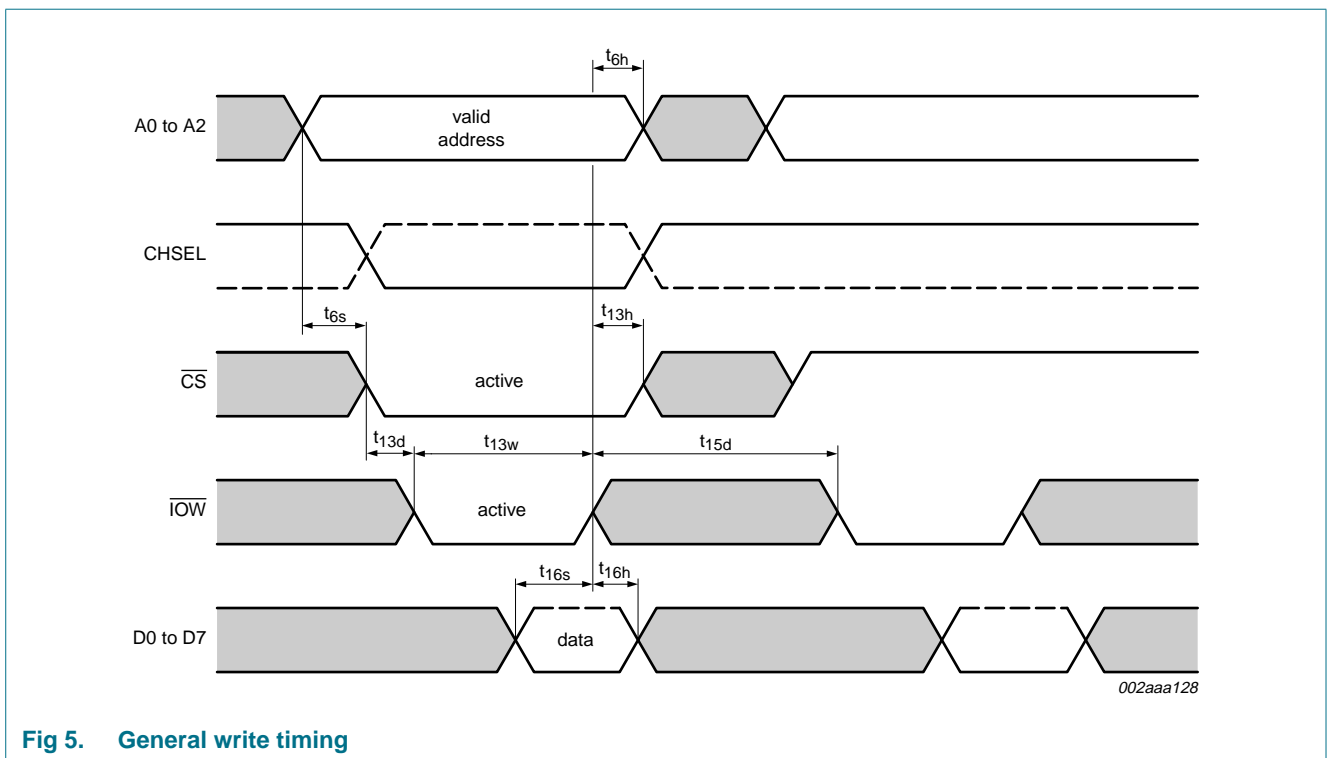 t6h
A0 to A2
valid
address
CHSEL
t6s
t13h
CS
active
t13d
t13w
t15d
IOW
active
t16s
t16h
D0 to D7
data
002aaa128
Fig 5. General write timing